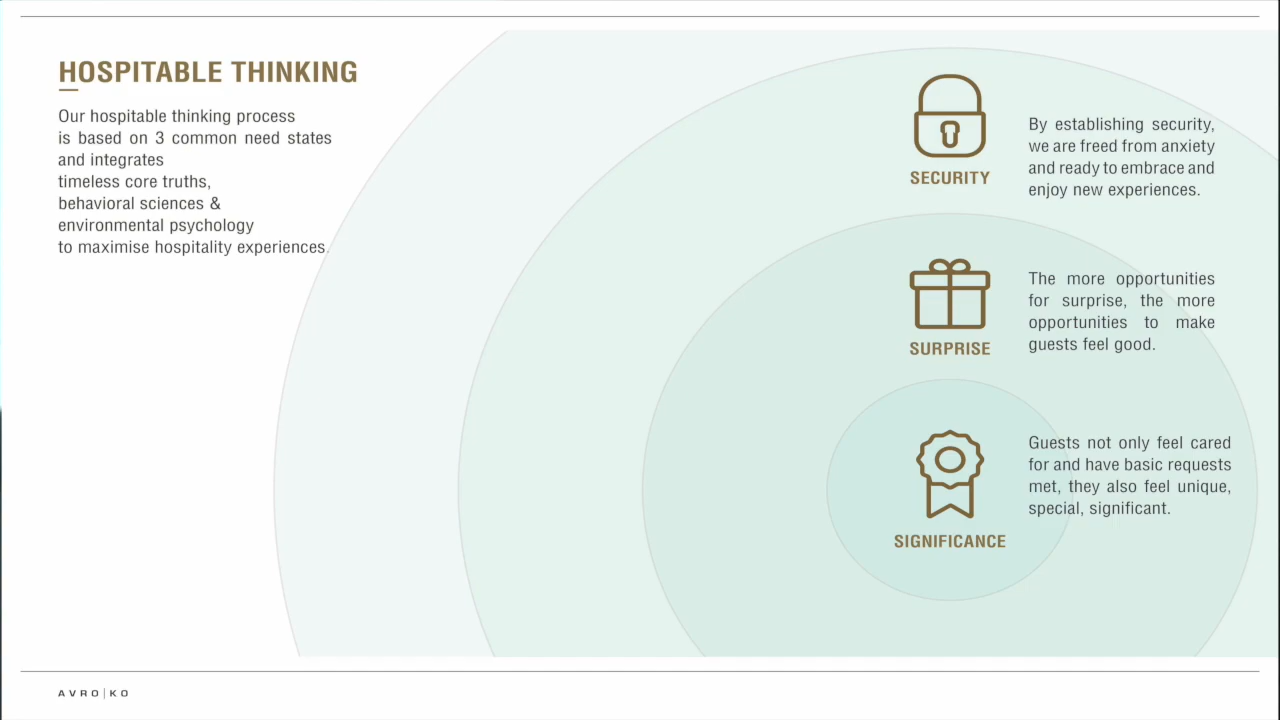 HOSPITABLE THINKING
Our hospitable thinking process
is based on 3 common need states
and integrates
timeless core truths,
behavioral sciences &
environmental psychology
to maximise hospitality experiences.
SECURITY
By establishing security,
we are freed from anxiety
and ready to embrace and
enjoy new experiences.
SURPRISE
The more opportunities
for surprise, the more
opportunities to make
guests feel good.
SIGNIFICANCE
Guests not only feel cared
for and have basic requests
met, they also feel unique,
special, significant.
AVRO|KO